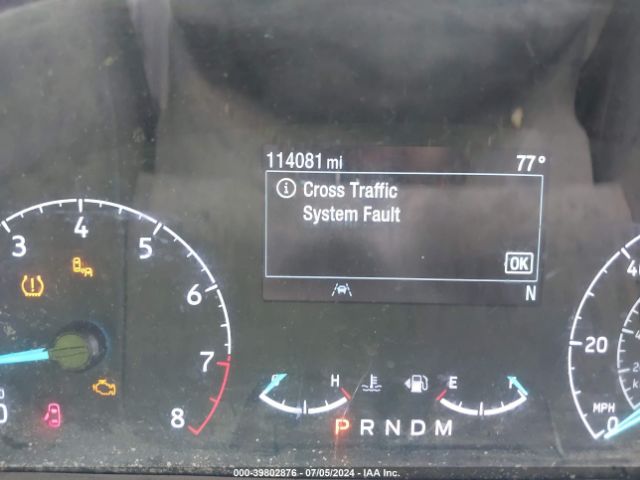 114081 mi 77°
Cross Traffic
System Fault
OK
N
3 4 5 6 7 8
0
H
E F
P R N D M
20
MPH
0
000-39802876 - 07/05/2024 - IAA Inc.